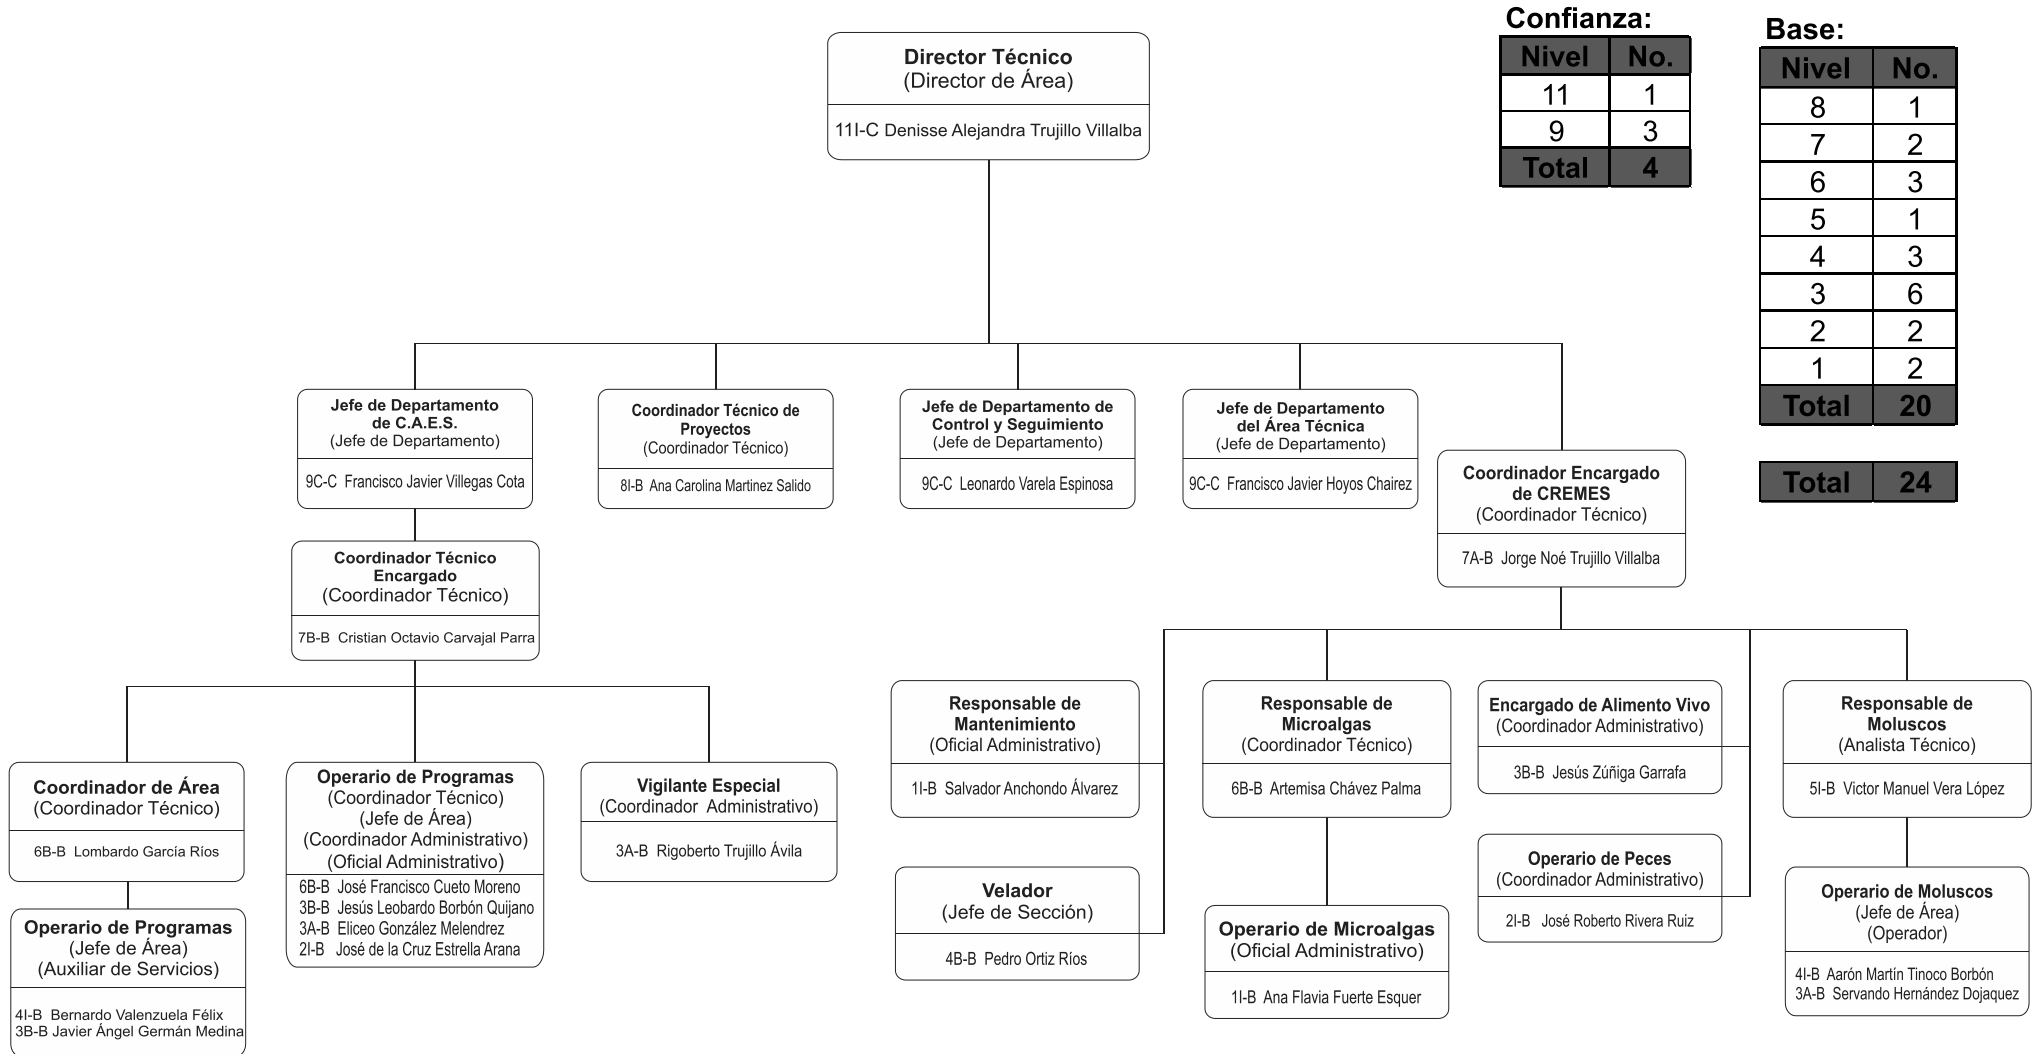 Confianza:
Nivel No.
11 1
9 3
Total 4
Base:
Nivel No.
8 1
7 2
6 3
5 1
4 3
3 6
2 2
1 2
Total 20
Total 24
Director Técnico
(Director de Área)
11I-C Denisse Alejandra Trujillo Villalba
Jefe de Departamento
de C.A.E.S.
(Jefe de Departamento)
9C-C Francisco Javier Villegas Cota
Coordinador Técnico de
Proyectos
(Coordinador Técnico)
8I-B Ana Carolina Martinez Salido
Jefe de Departamento de
Control y Seguimiento
(Jefe de Departamento)
9C-C Leonardo Varela Espinosa
Jefe de Departamento
del Área Técnica
(Jefe de Departamento)
9C-C Francisco Javier Hoyos Chairez
Coordinador Encargado
de CREMES
(Coordinador Técnico)
7A-B Jorge Noé Trujillo Villalba
Coordinador Técnico
Encargado
(Coordinador Técnico)
7B-B Cristian Octavio Carvajal Parra
Coordinador de Área
(Coordinador Técnico)
6B-B Lombardo García Ríos
Operario de Programas
(Jefe de Área)
(Auxiliar de Servicios)
4I-B Bernardo Valenzuela Félix
3B-B Javier Ángel Germán Medina
Operario de Programas
(Coordinador Técnico)
(Jefe de Área)
(Coordinador Administrativo)
(Oficial Administrativo)
6B-B José Francisco Cueto Moreno
3B-B Jesús Leobardo Borbón Quijano
3A-B Eliceo González Melendrez
2I-B José de la Cruz Estrella Arana
Vigilante Especial
(Coordinador Administrativo)
3A-B Rigoberto Trujillo Ávila
Responsable de
Mantenimiento
(Oficial Administrativo)
1I-B Salvador Anchondo Álvarez
Velador
(Jefe de Sección)
4B-B Pedro Ortiz Ríos
Responsable de
Microalgas
(Coordinador Técnico)
6B-B Artemisa Chávez Palma
Operario de Microalgas
(Oficial Administrativo)
1I-B Ana Flavia Fuerte Esquer
Encargado de Alimento Vivo
(Coordinador Administrativo)
3B-B Jesús Zúñiga Garrafa
Operario de Peces
(Coordinador Administrativo)
2I-B José Roberto Rivera Ruiz
Responsable de
Moluscos
(Analista Técnico)
5I-B Victor Manuel Vera López
Operario de Moluscos
(Jefe de Área)
(Operador)
4I-B Aarón Martín Tinoco Borbón
3A-B Servando Hernández Dojaquez